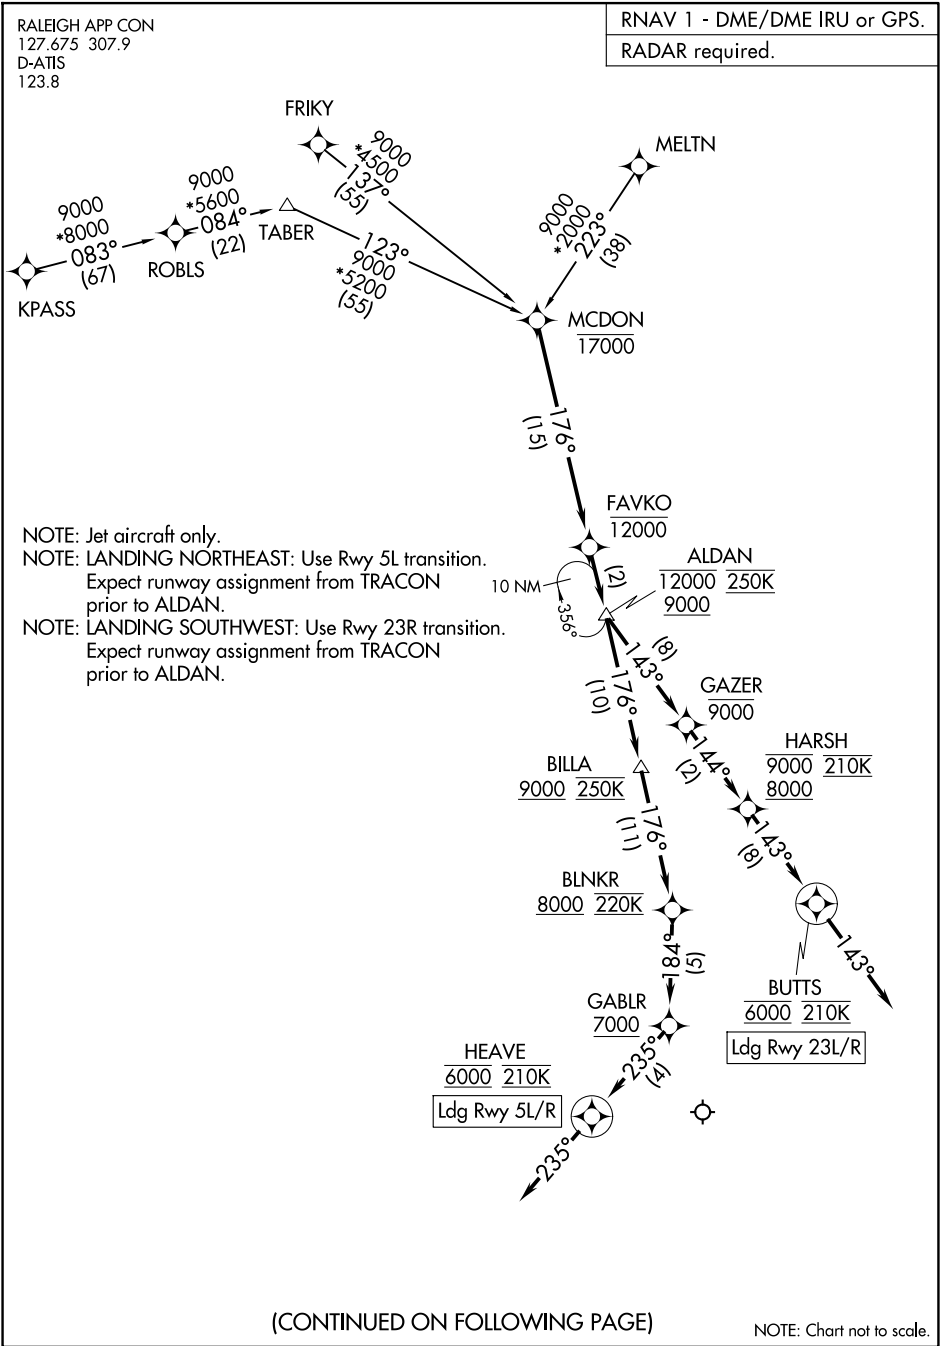 RALEIGH APP CON
127.675 307.9
D-ATIS
123.8
RNAV 1 - DME/DME IRU or GPS.
RADAR required.
FRIKY
9000
*4500
137°
(55)
MELTN
9000
*2000
223°
(38)
9000
*5600
084°
(22)
TABER
9000
*8000
083°
(67)
ROBLS
KPASS
123°
9000
*5200
(55)
MCDON
17000
176°
(15)
FAVKO
12000
(2)
ALDAN
12000 250K
9000
10 NM
356°
NOTE: Jet aircraft only.
NOTE: LANDING NORTHEAST: Use Rwy 5L transition.
Expect runway assignment from TRACON
prior to ALDAN.
NOTE: LANDING SOUTHWEST: Use Rwy 23R transition.
Expect runway assignment from TRACON
prior to ALDAN.
(8)
143°
176°
(10)
GAZER
9000
144°
(2)
HARSH
9000 210K
8000
BILLA
9000 250K
176°
(11)
143°
(8)
BLNKR
8000 220K
184°
(5)
143°
BUTTS
6000 210K
Ldg Rwy 23L/R
GABLR
7000
235°
(4)
HEAVE
6000 210K
Ldg Rwy 5L/R
235°
(CONTINUED ON FOLLOWING PAGE)
NOTE: Chart not to scale.